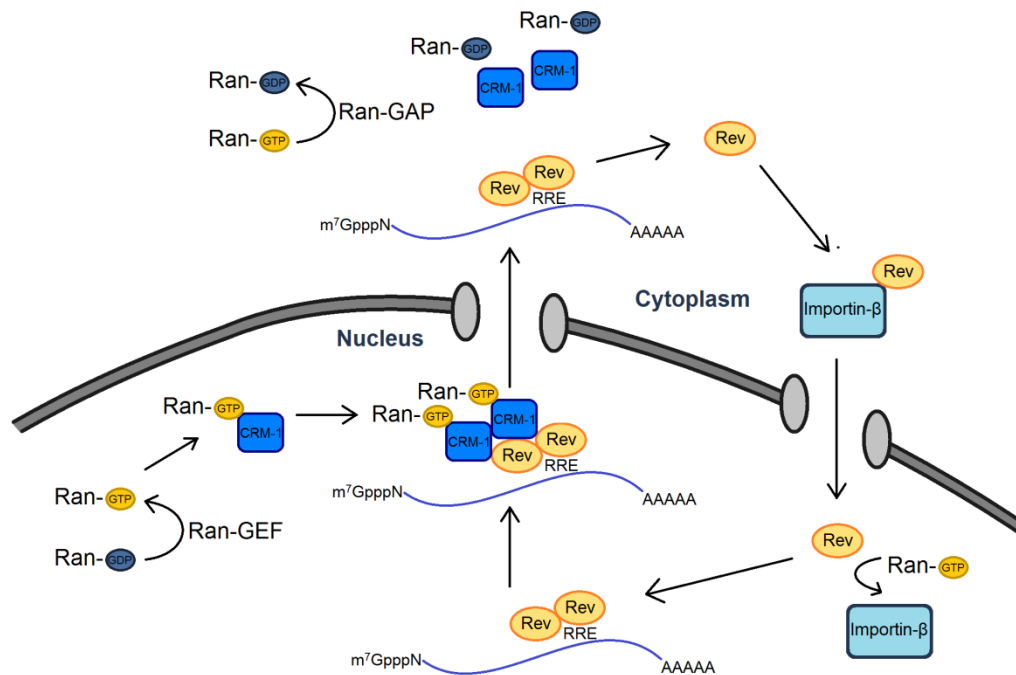 Ran-GDP
Ran-GDP
CRM-1
CRM-1
Ran-GDP
Ran-GAP
Ran-GTP
Rev
Rev
Rev
RRE
m⁷GpppN
AAAAA
Rev
Importin-β
Cytoplasm
Nucleus
Ran-GTP
CRM-1
Ran-GTP
Ran-GTP
CRM-1
CRM-1
Rev
Rev
RRE
m⁷GpppN
AAAAA
Ran-GTP
Ran-GEF
Ran-GDP
Rev
Ran-GTP
Importin-β
Rev
Rev
RRE
m⁷GpppN
AAAAA